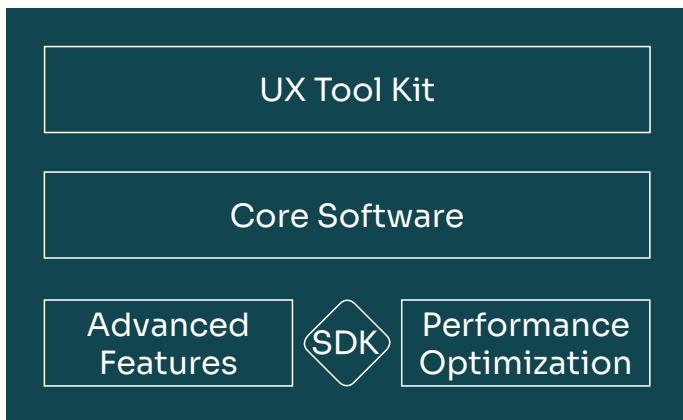 UX Tool Kit
Core Software
Advanced
Features
SDK
Performance
Optimization